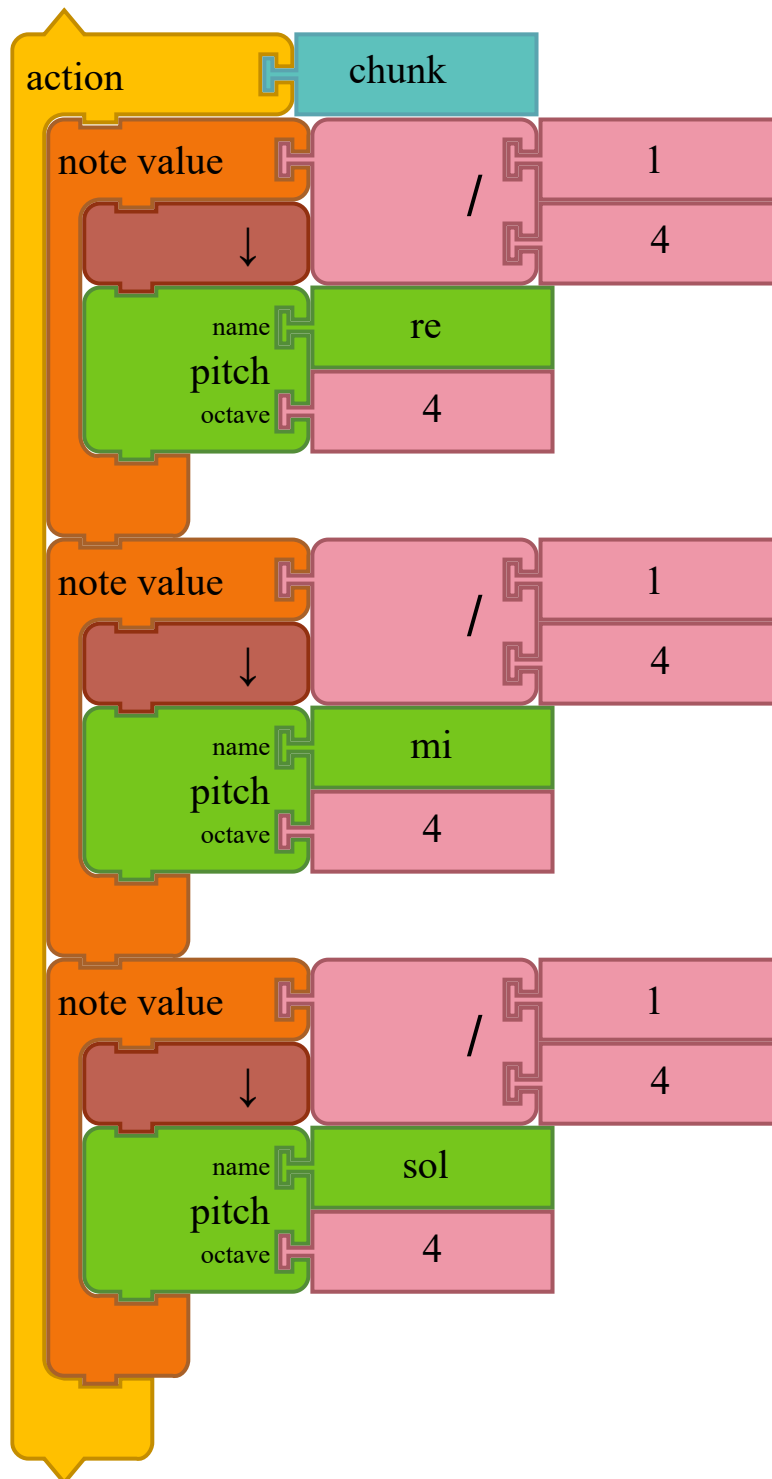 action chunk
note value / 1
4
↓
name re
pitch
octave 4
note value / 1
4
↓
name mi
pitch
octave 4
note value / 1
4
↓
name sol
pitch
octave 4